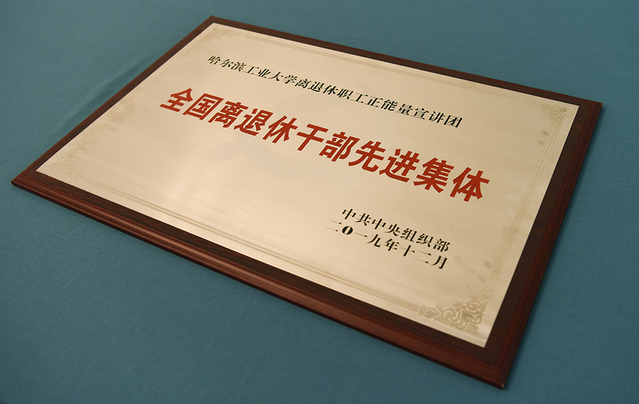 哈尔滨工业大学离退休职工正能量宣讲团
全国离退休干部先进集体
中共中央组织部
二〇一九年十二月